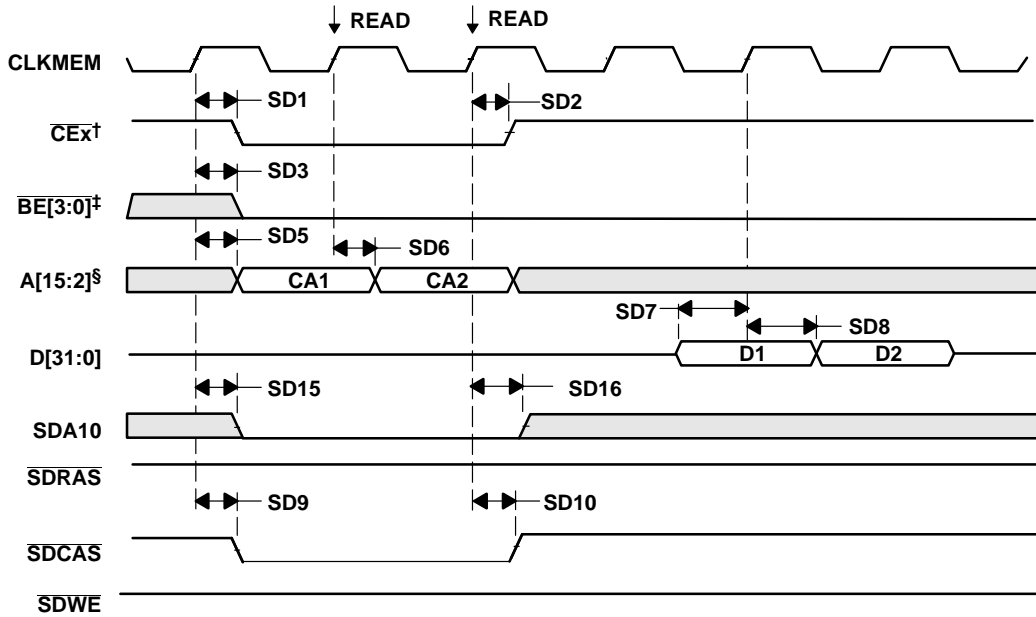 READ READ
CLKMEM
SD1 SD2
CEx†
SD3
BE[3:0]‡
SD5 SD6
A[15:2]§ CA1 CA2
SD7 SD8
D[31:0] D1 D2
SD15 SD16
SDA10
SDRAS
SD9 SD10
SDCAS
SDWE